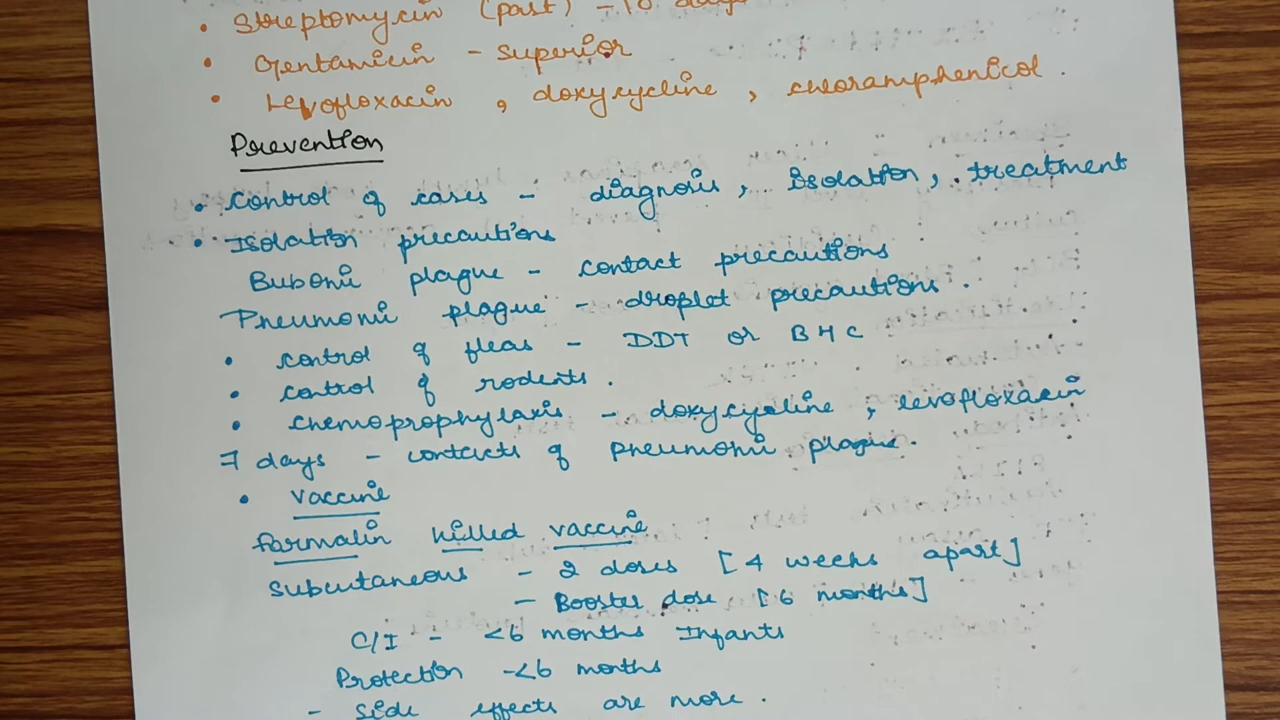 • Streptomycin (past) - 10 days
• Gentamicin - superior
• Levofloxacin , doxycycline , chloramphenicol .
Prevention
• control of cases - diagnosis , isolation , treatment
• Isolation precautions
Bubonic plague - contact precautions
Pneumonic plague - droplet precautions .
• control of fleas - DDT or BHC
• control of rodents .
• chemoprophylaxis - doxycycline , levofloxacin
7 days - contacts of pneumonic plague .
• vaccine
Formalin killed vaccine
subcutaneous - 2 doses [4 weeks apart]
- Booster dose [6 months]
C/I - <6 months Infants
Protection - <6 months
- side effects are more .